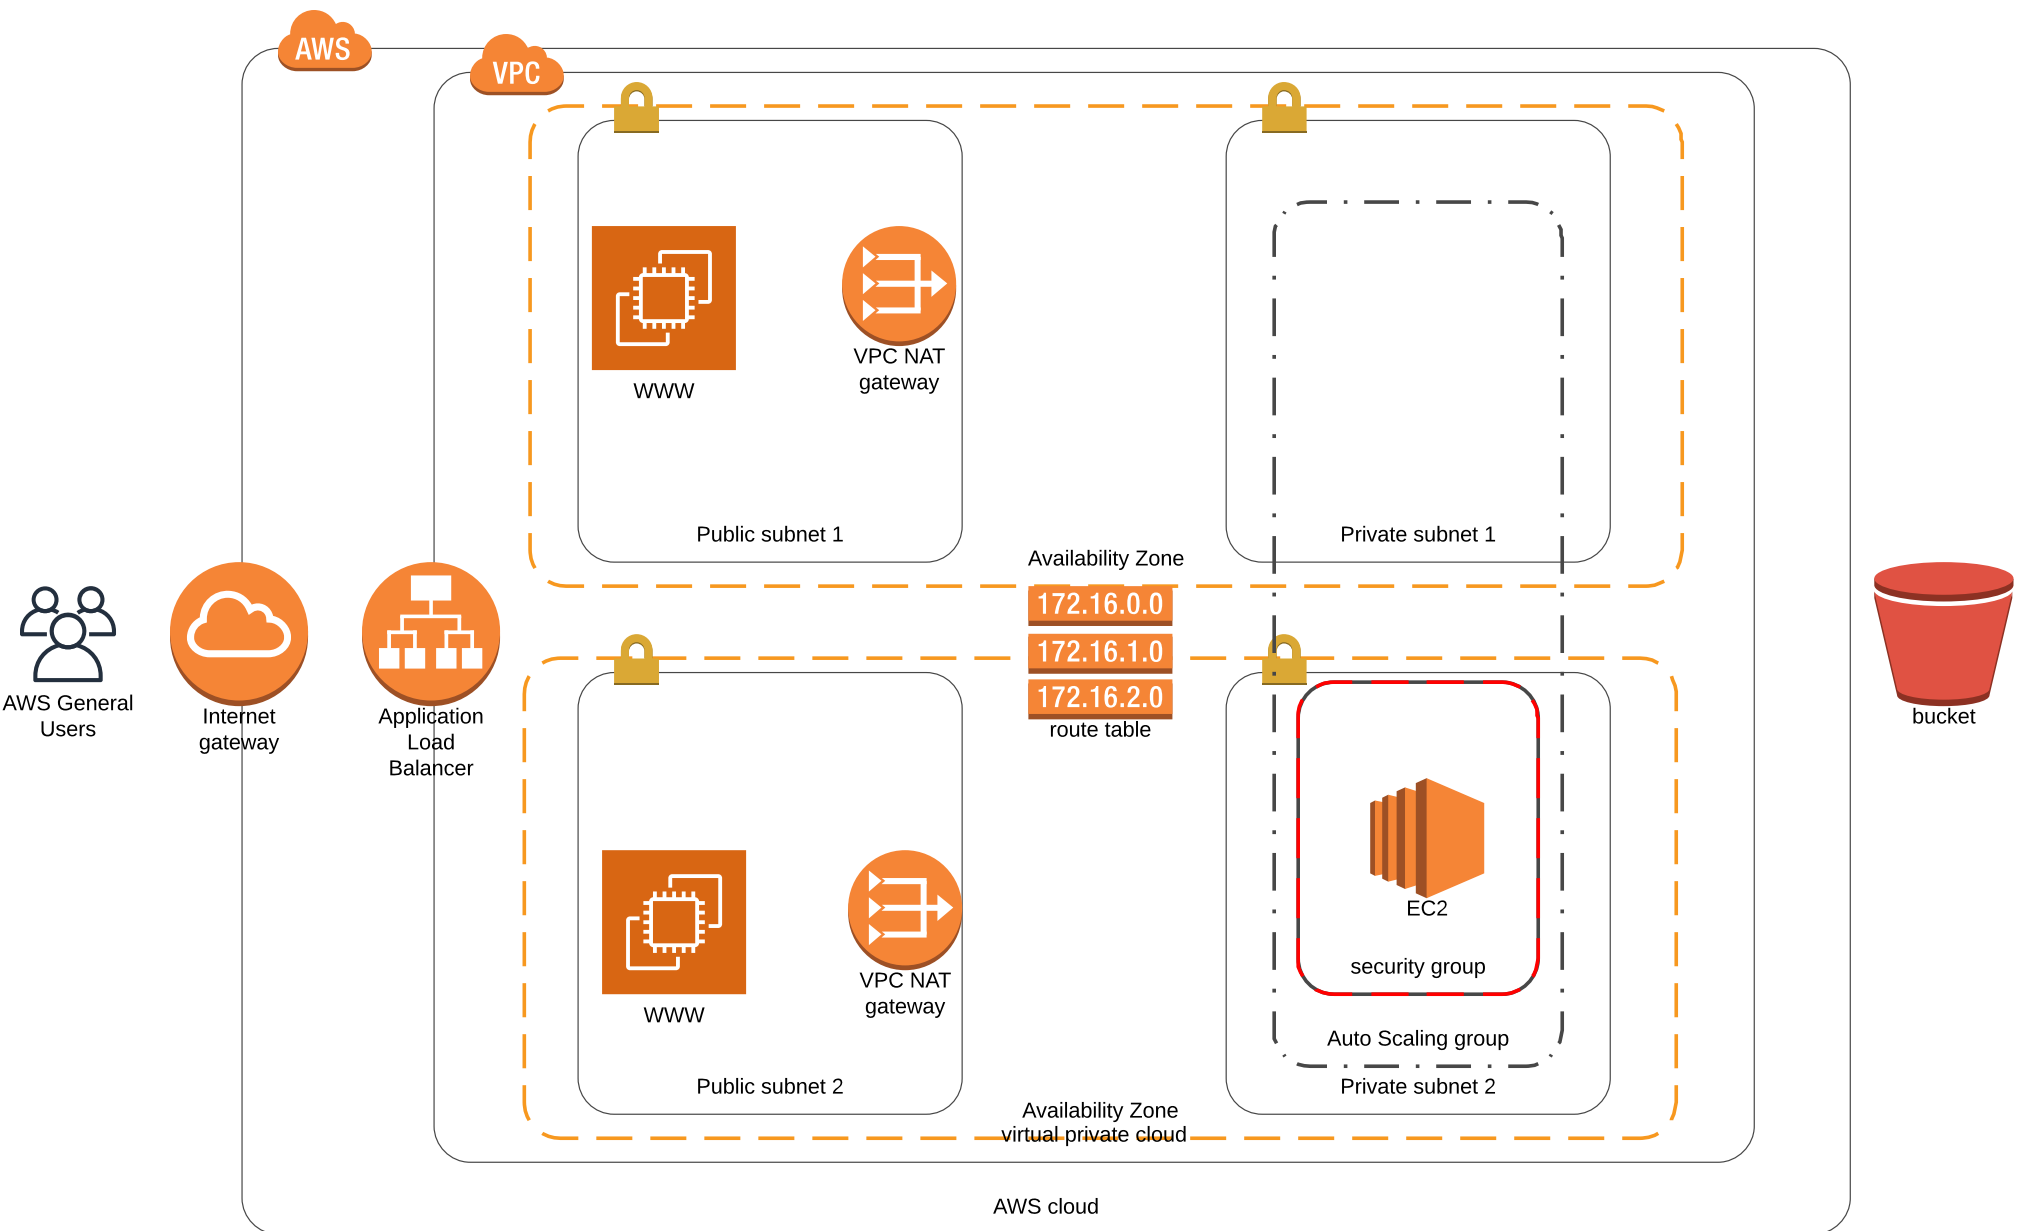 AWS
VPC
WWW
VPC NAT
gateway
Public subnet 1
Private subnet 1
Availability Zone
172.16.0.0
172.16.1.0
172.16.2.0
route table
AWS General
Users
Internet
gateway
Application
Load
Balancer
bucket
WWW
VPC NAT
gateway
EC2
security group
Auto Scaling group
Public subnet 2
Private subnet 2
Availability Zone
virtual private cloud
AWS cloud